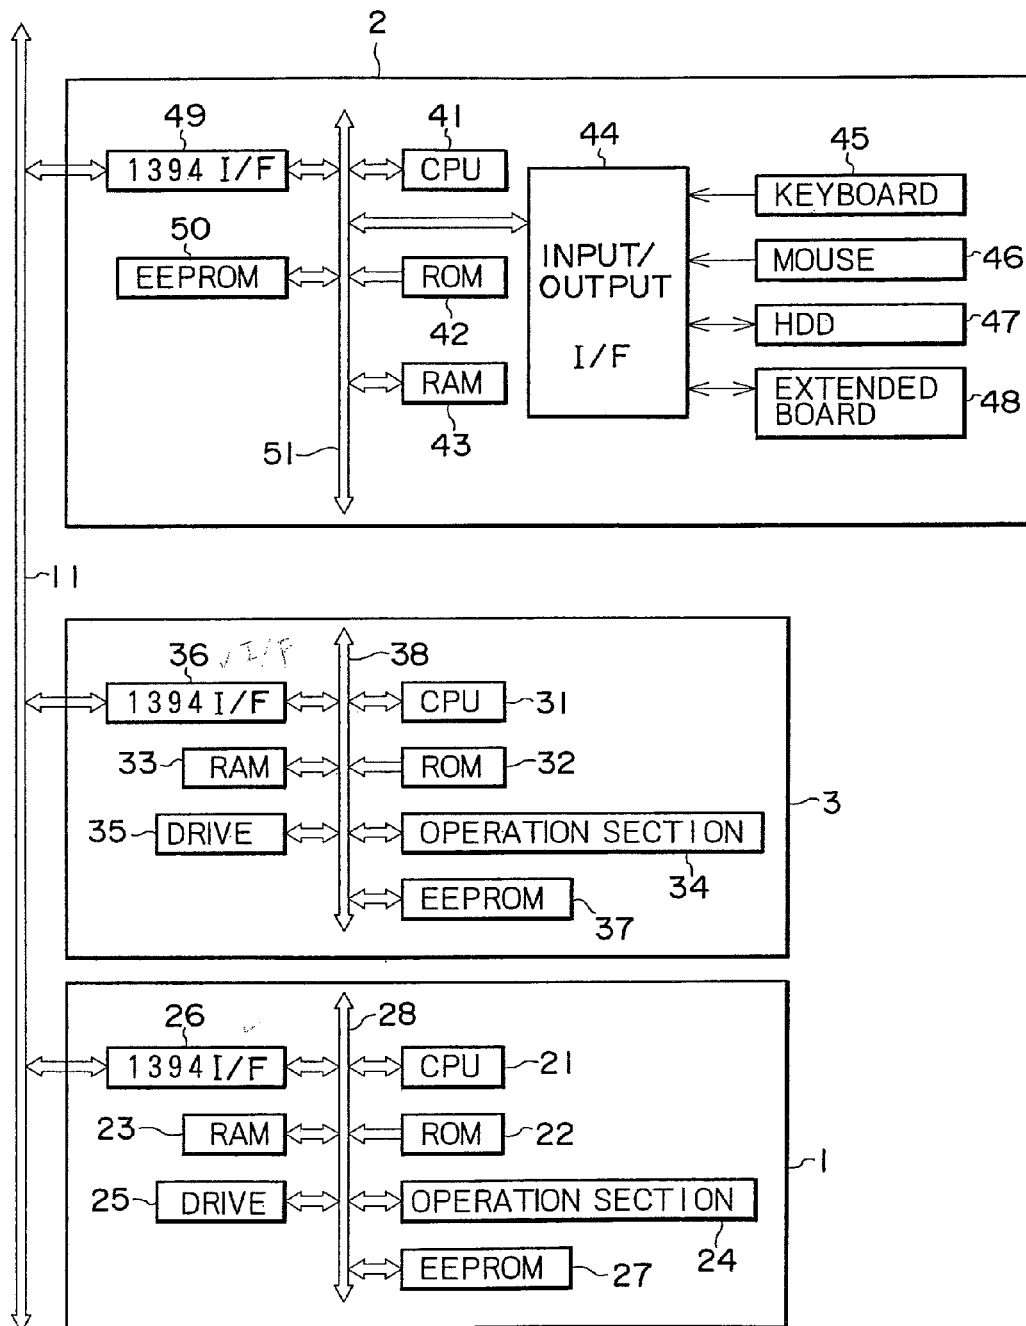 2
49
41
44
45
1394 I/F
CPU
KEYBOARD
50
INPUT/
OUTPUT
I/F
MOUSE
46
EEPROM
ROM
42
HDD
47
RAM
43
EXTENDED
BOARD
48
51
11
36
I/F
38
1394 I/F
CPU
31
33
RAM
ROM
32
3
35
DRIVE
OPERATION SECTION
34
EEPROM
37
26
28
1394 I/F
CPU
21
23
RAM
ROM
22
1
25
DRIVE
OPERATION SECTION
24
EEPROM
27